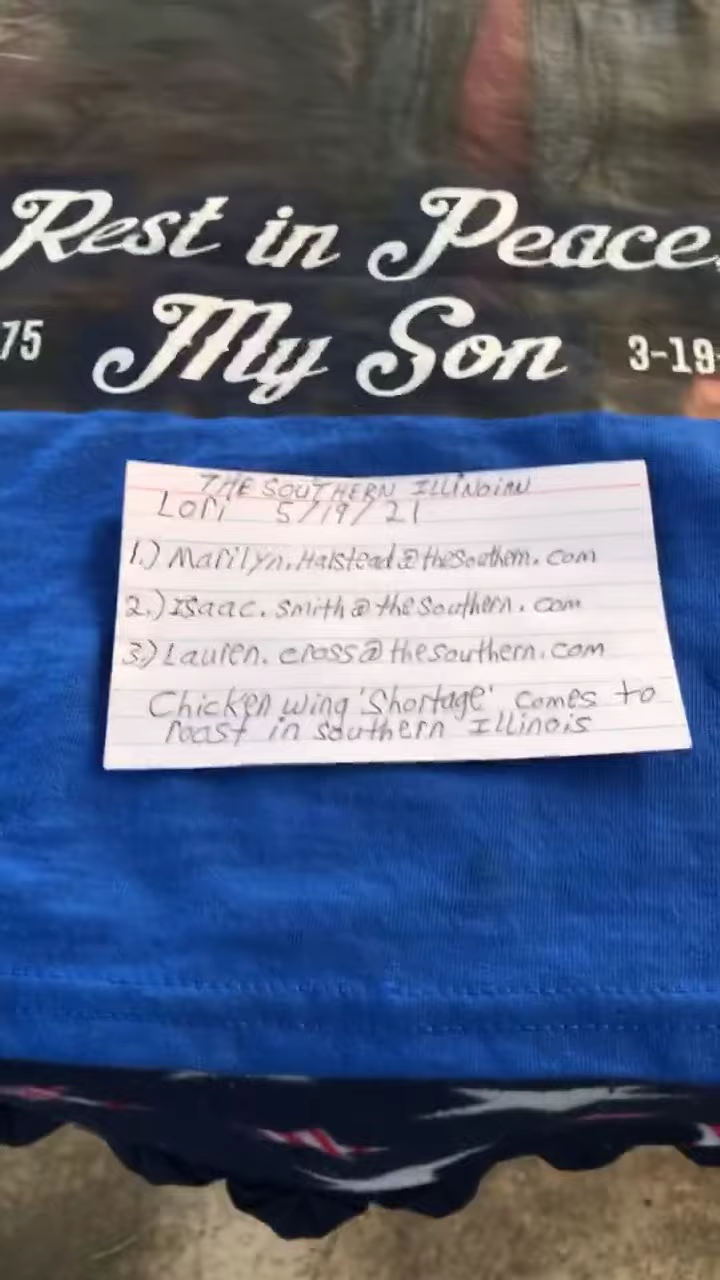 Rest in Peace
My Son
75
3-19-
THE SOUTHERN ILLINOIAN
Lori 5/19/21
1.) Marilyn.Halstead@thesouthern.com
2.) Isaac.smith@thesouthern.com
3.) Lauren.cross@thesouthern.com
Chicken wing 'Shortage' comes to
roast in southern Illinois